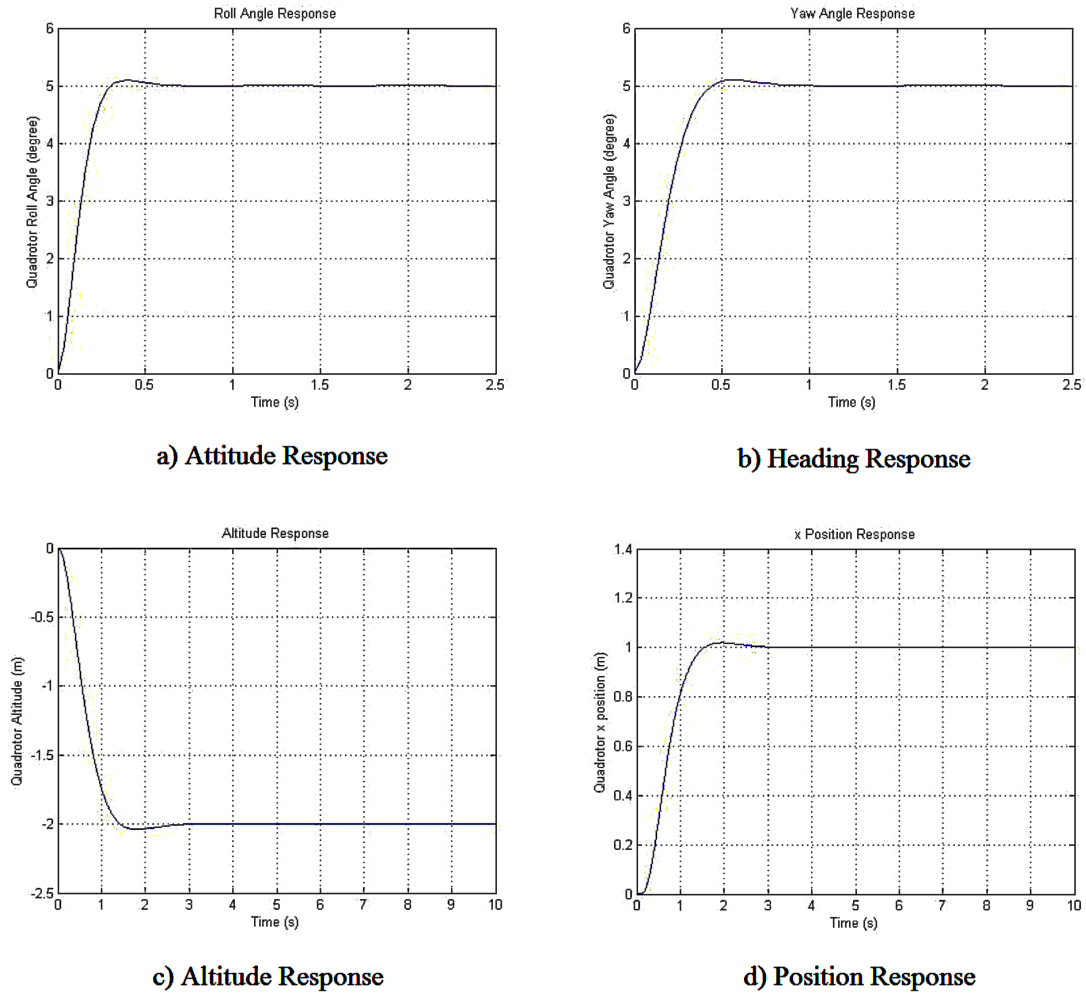 Roll Angle Response
6
5
4
3
2
1
0
Quadrotor Roll Angle (degree)
0 0.5 1 1.5 2 2.5
Time (s)
a) Attitude Response
Yaw Angle Response
6
5
4
3
2
1
0
Quadrotor Yaw Angle (degree)
0 0.5 1 1.5 2 2.5
Time (s)
b) Heading Response
Altitude Response
0
-0.5
-1
-1.5
-2
-2.5
Quadrotor Altitude (m)
0 1 2 3 4 5 6 7 8 9 10
Time (s)
c) Altitude Response
x Position Response
1.4
1.2
1
0.8
0.6
0.4
0.2
0
Quadrotor x position (m)
0 1 2 3 4 5 6 7 8 9 10
Time (s)
d) Position Response